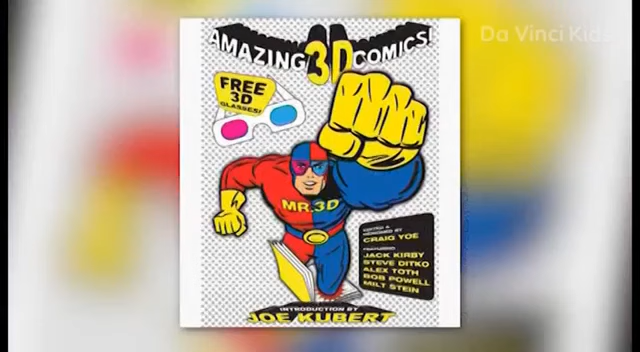 Da Vinci Kids
AMAZING 3D COMICS!
FREE
3D
GLASSES!
MR. 3D
EDITED &
DESIGNED BY
CRAIG YOE
FEATURING
JACK KIRBY
STEVE DITKO
ALEX TOTH
BOB POWELL
MILT STEIN
INTRODUCTION BY
JOE KUBERT